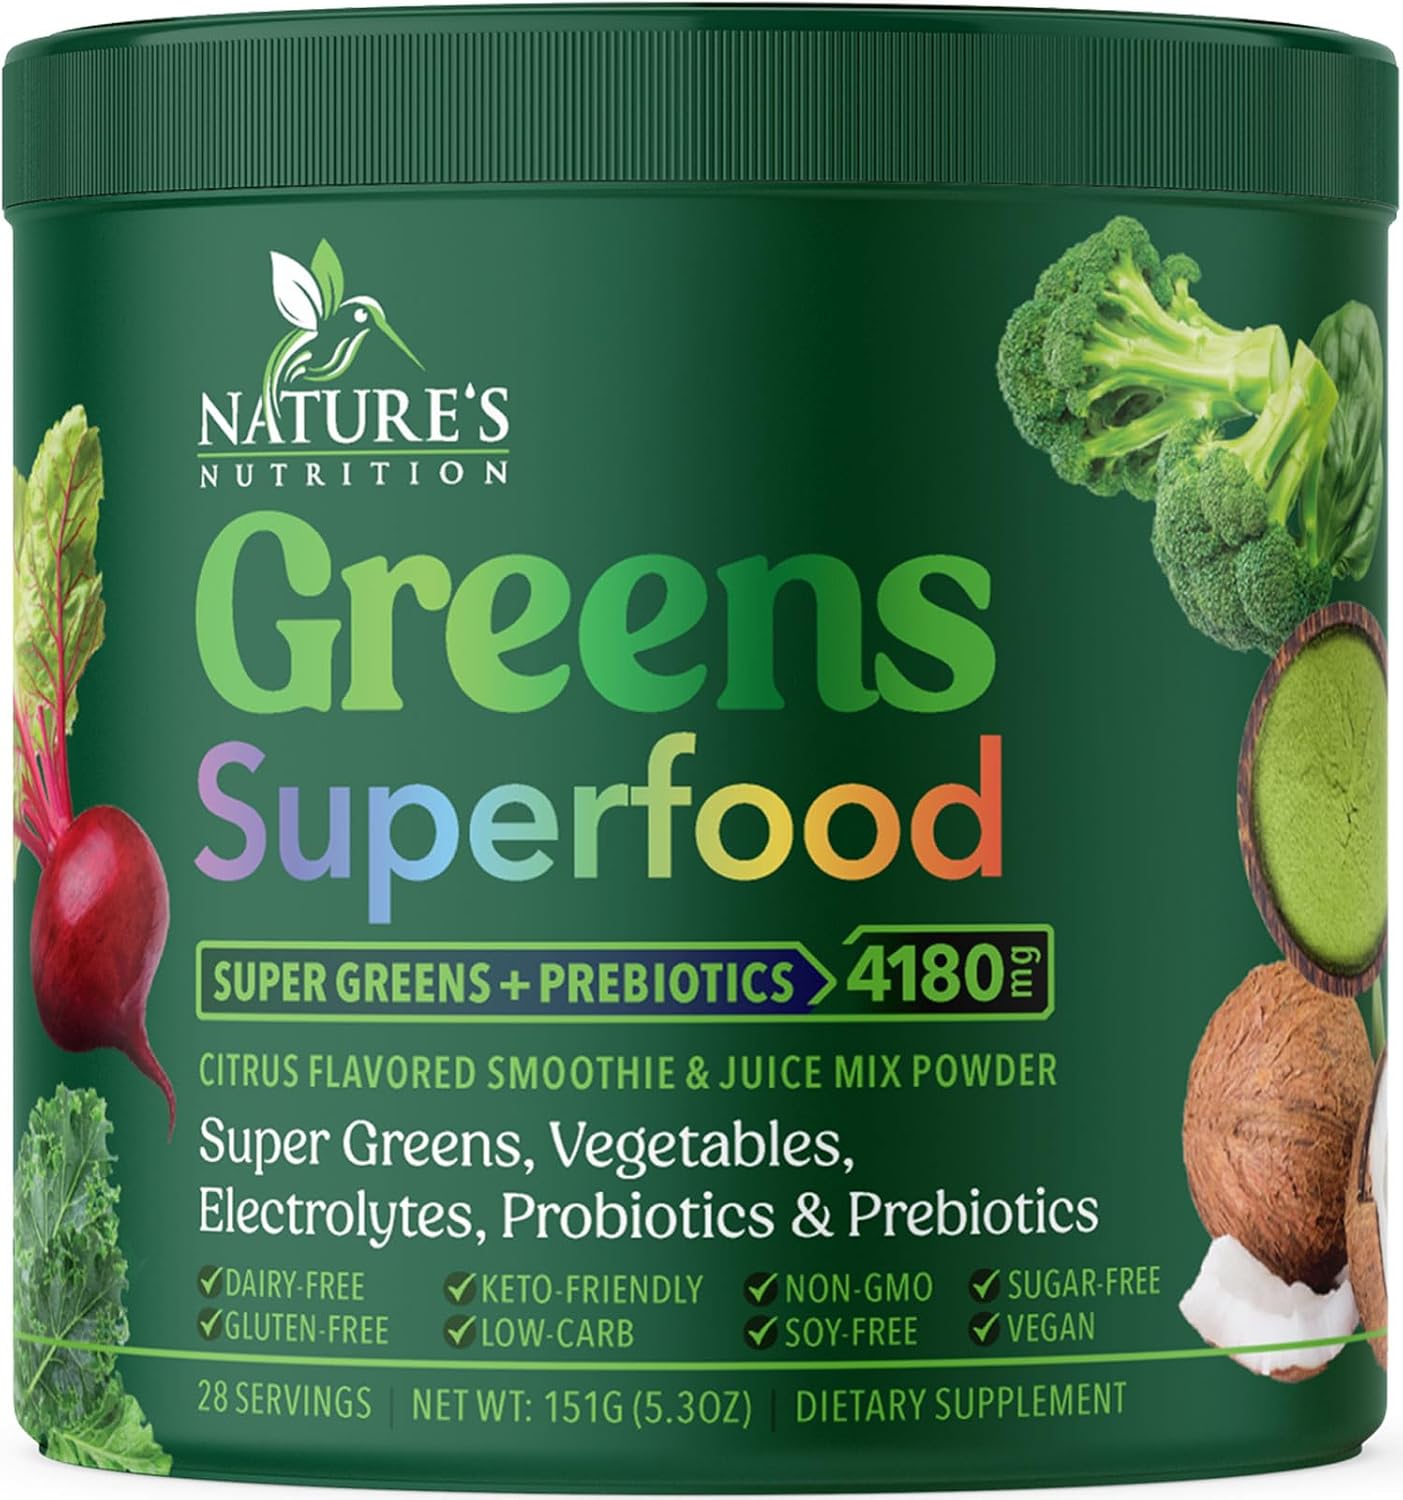 NATURE'S
NUTRITION
Greens
Superfood
SUPER GREENS + PREBIOTICS 4180 mg
CITRUS FLAVORED SMOOTHIE & JUICE MIX POWDER
Super Greens, Vegetables,
Electrolytes, Probiotics & Prebiotics
DAIRY-FREE KETO-FRIENDLY NON-GMO SUGAR-FREE
GLUTEN-FREE LOW-CARB SOY-FREE VEGAN
28 SERVINGS | NET WT: 151G (5.3OZ) | DIETARY SUPPLEMENT